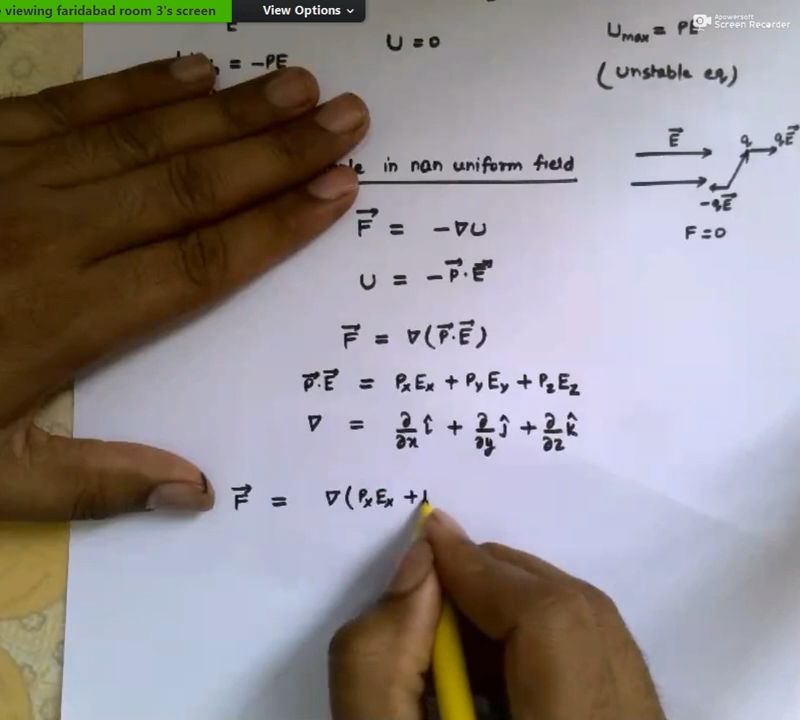 viewing faridabad room 3's screen
View Options
Apowersoft
Screen Recorder
E
= -PE
U = 0
Umax = PE
(Unstable eq)
in nan uniform field
E⃗
q
qE⃗
-qE⃗
F = 0
F⃗ = -∇U
U = -P⃗·E⃗
F⃗ = ∇(P⃗·E⃗)
P⃗·E⃗ = PxEx + PyEy + PzEz
∇ = ∂/∂x î + ∂/∂y ĵ + ∂/∂z k̂
F⃗ = ∇(PxEx +